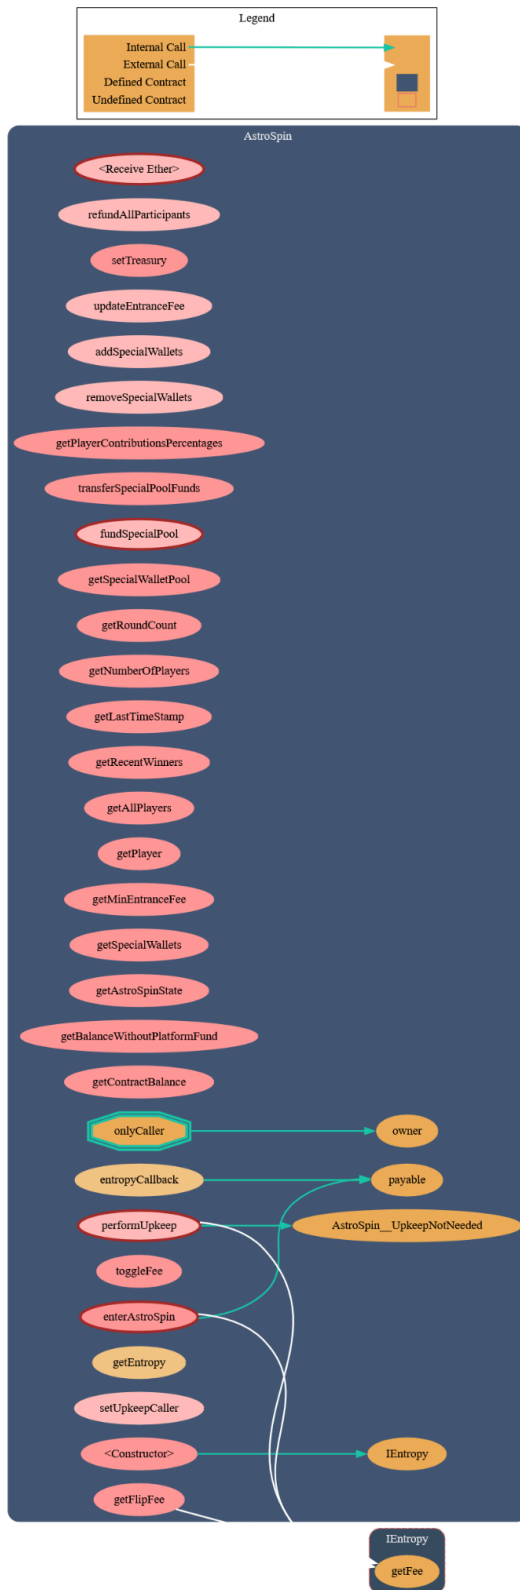 Legend
Internal Call
External Call
Defined Contract
Undefined Contract
AstroSpin
<Receive Ether>
refundAllParticipants
setTreasury
updateEntranceFee
addSpecialWallets
removeSpecialWallets
getPlayerContributionsPercentages
transferSpecialPoolFunds
fundSpecialPool
getSpecialWalletPool
getRoundCount
getNumberOfPlayers
getLastTimeStamp
getRecentWinners
getAllPlayers
getPlayer
getMinEntranceFee
getSpecialWallets
getAstroSpinState
getBalanceWithoutPlatformFund
getContractBalance
onlyCaller owner
entropyCallback payable
performUpkeep AstroSpin__UpkeepNotNeeded
toggleFee
enterAstroSpin
getEntropy
setUpkeepCaller
<Constructor> IEntropy
getFlipFee
IEntropy
getFee